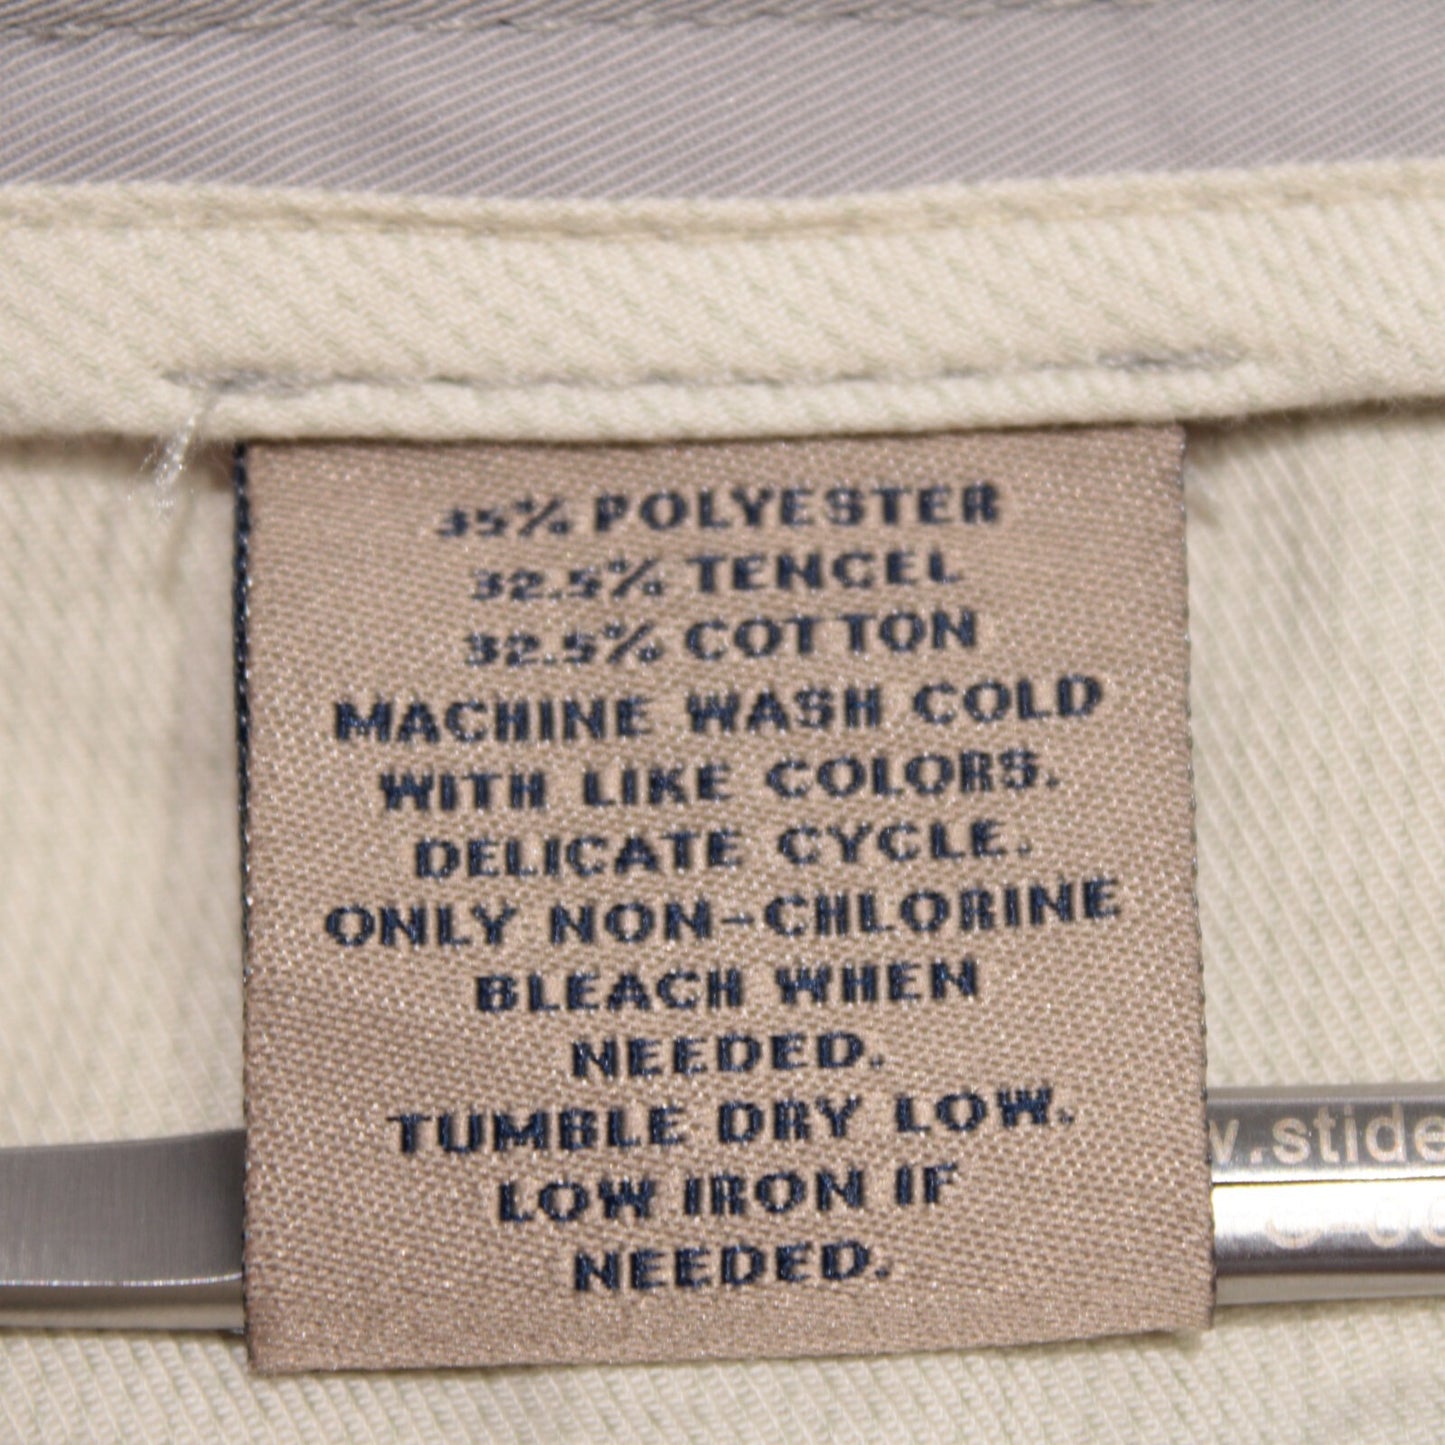 35% POLYESTER
32.5% TENCEL
32.5% COTTON
MACHINE WASH COLD
WITH LIKE COLORS.
DELICATE CYCLE.
ONLY NON-CHLORINE
BLEACH WHEN
NEEDED.
TUMBLE DRY LOW.
LOW IRON IF
NEEDED.